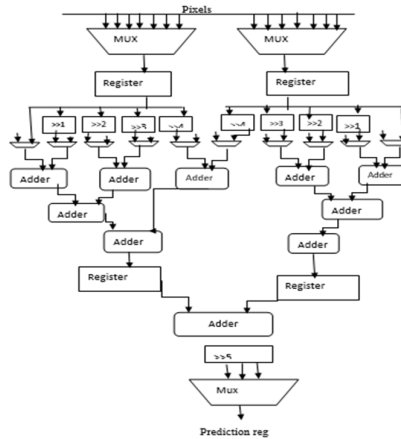 Pixels
MUX MUX
Register Register
>>1 >>2 >>3 >>3 >>2 >>1
Adder Adder Adder Adder Adder
Adder Adder
Adder Adder
Register Register
Adder
>>5
Mux
Prediction reg